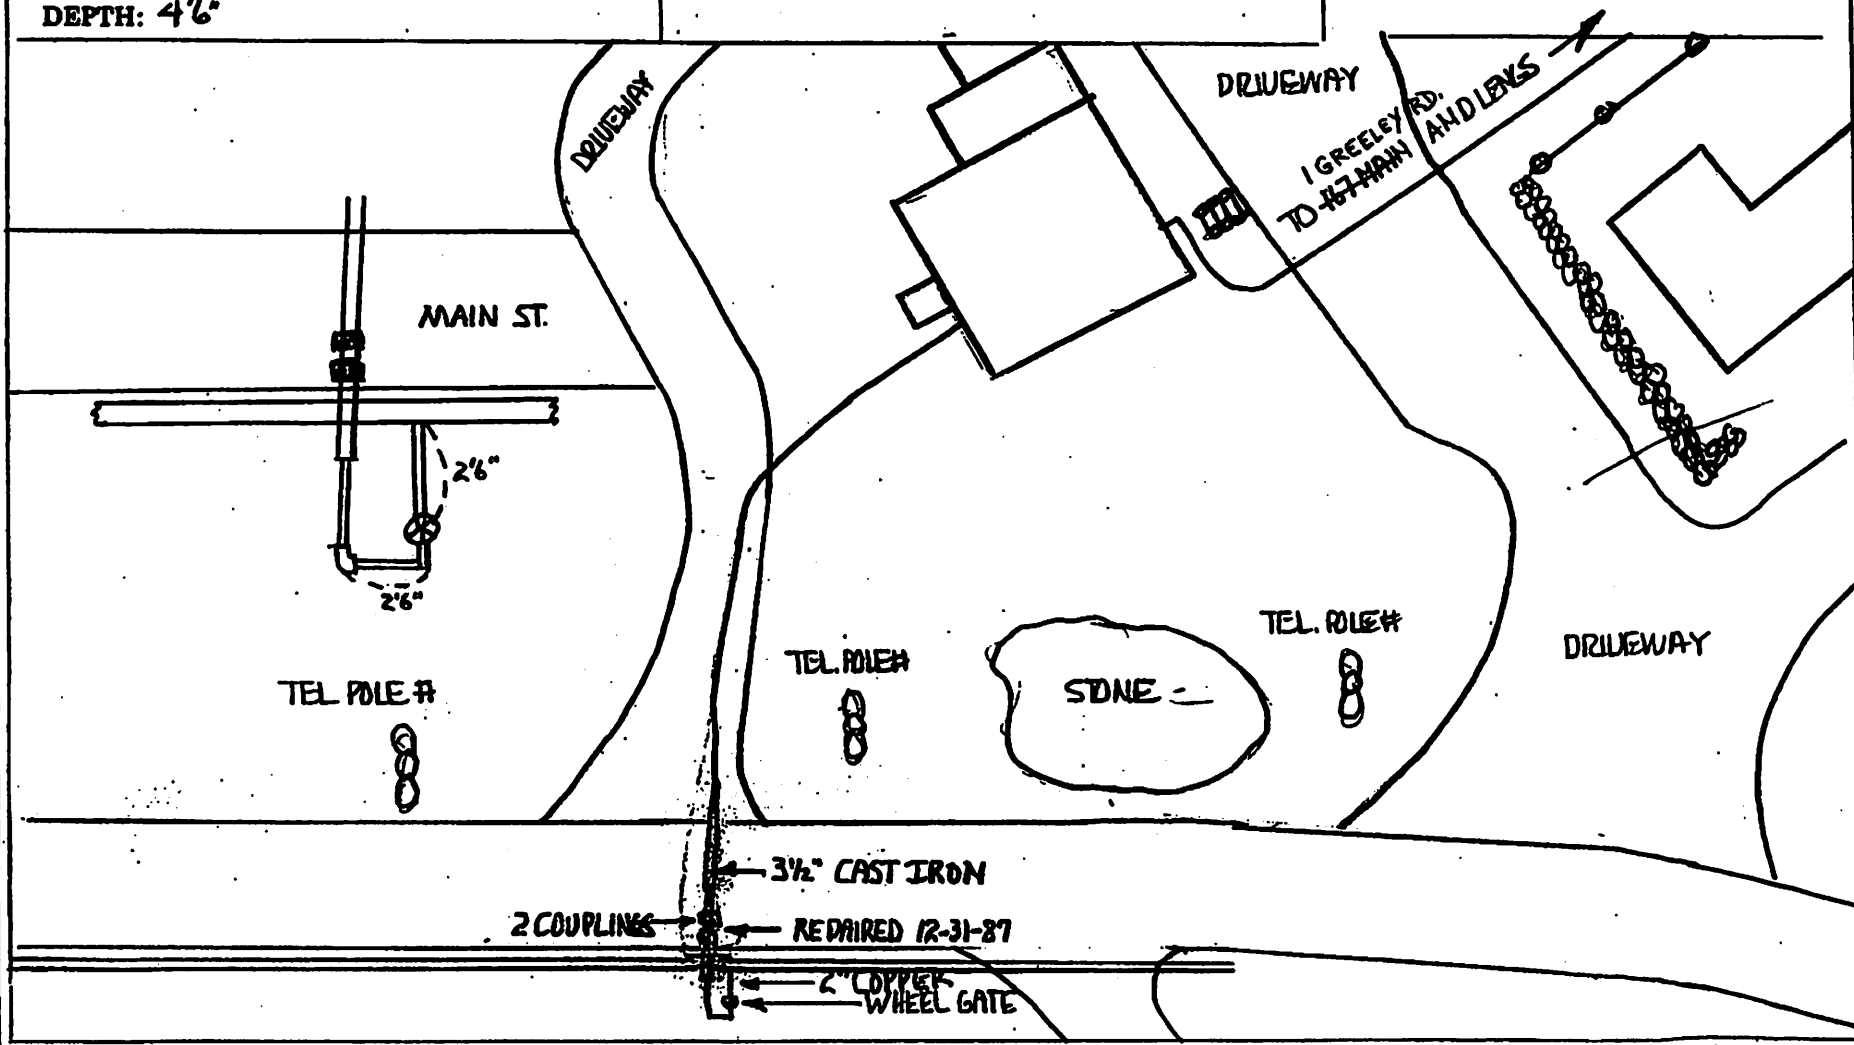 DEPTH: 4'6"
DRIVEWAY
DRIVEWAY
1 GREELEY RD.
TO 167 MAIN AND LENGS
MAIN ST.
2'6"
2'6"
TEL. POLE #
TEL. POLE #
STONE
DRIVEWAY
TEL POLE #
3½" CAST IRON
2 COUPLINGS
REPAIRED 12-31-87
2" COPPER
WHEEL GATE